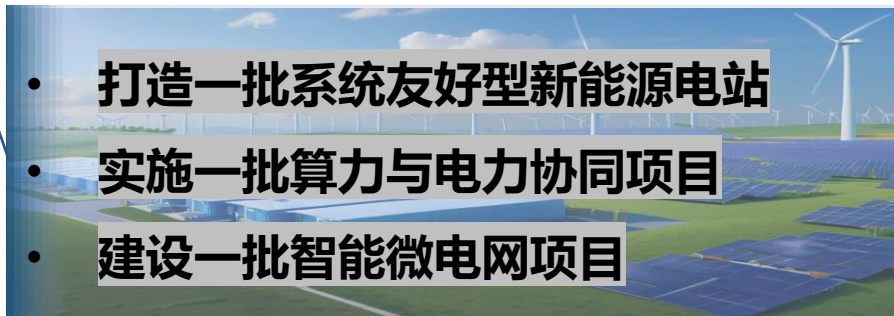 • 打造一批系统友好型新能源电站
• 实施一批算力与电力协同项目
• 建设一批智能微电网项目